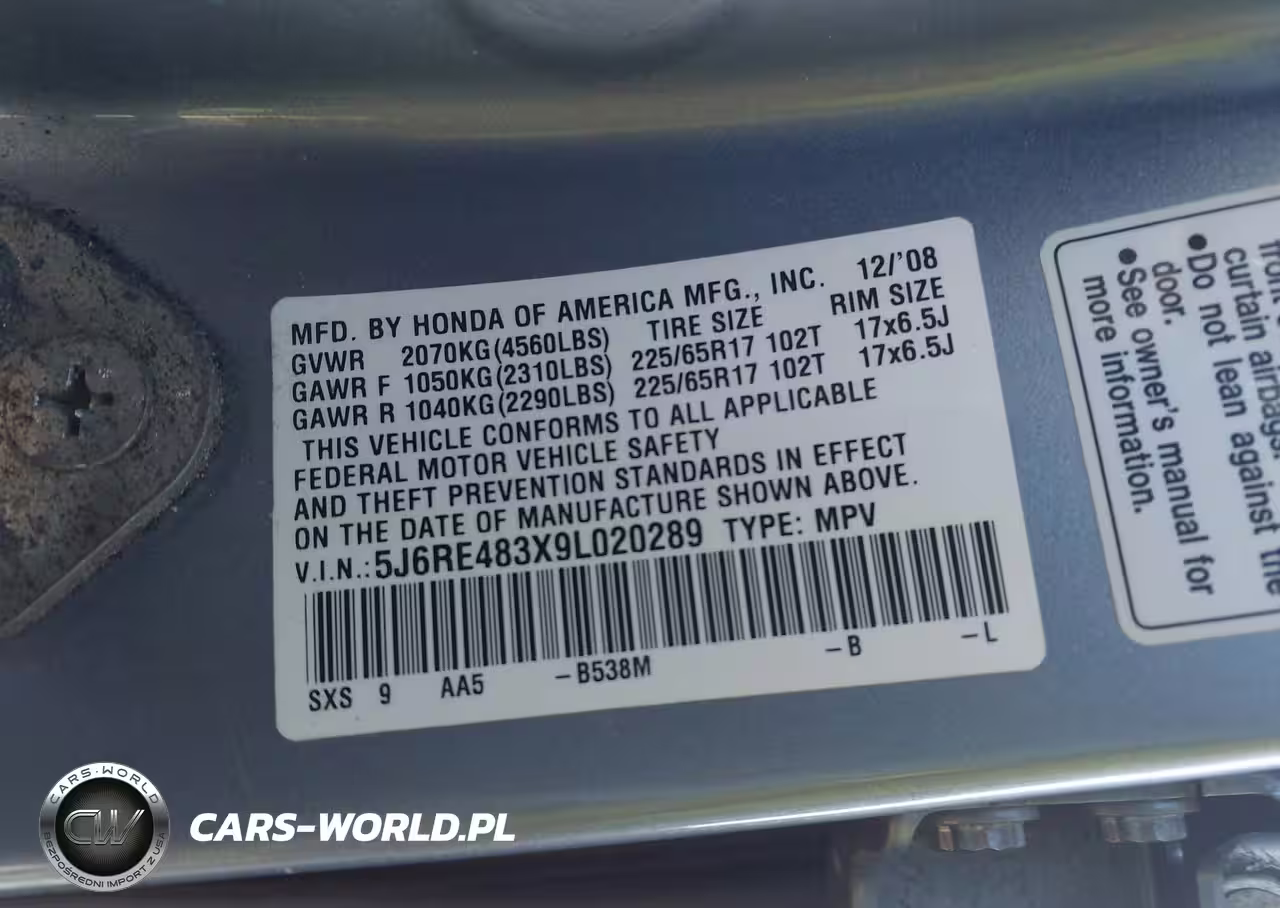 MFD. BY HONDA OF AMERICA MFG., INC. 12/'08
GVWR 2070KG(4560LBS) TIRE SIZE RIM SIZE
GAWR F 1050KG(2310LBS) 225/65R17 102T 17x6.5J
GAWR R 1040KG(2290LBS) 225/65R17 102T 17x6.5J
THIS VEHICLE CONFORMS TO ALL APPLICABLE
FEDERAL MOTOR VEHICLE SAFETY
AND THEFT PREVENTION STANDARDS IN EFFECT
ON THE DATE OF MANUFACTURE SHOWN ABOVE.
V.I.N.: 5J6RE483X9L020289 TYPE: MPV
SXS 9 AA5 -B538M -B -L
curtain airbags.
●Do not lean against the
door.
●See owner's manual for
more information.
CARS-WORLD
CW
BEZPOŚREDNI IMPORT Z USA
CARS-WORLD.PL